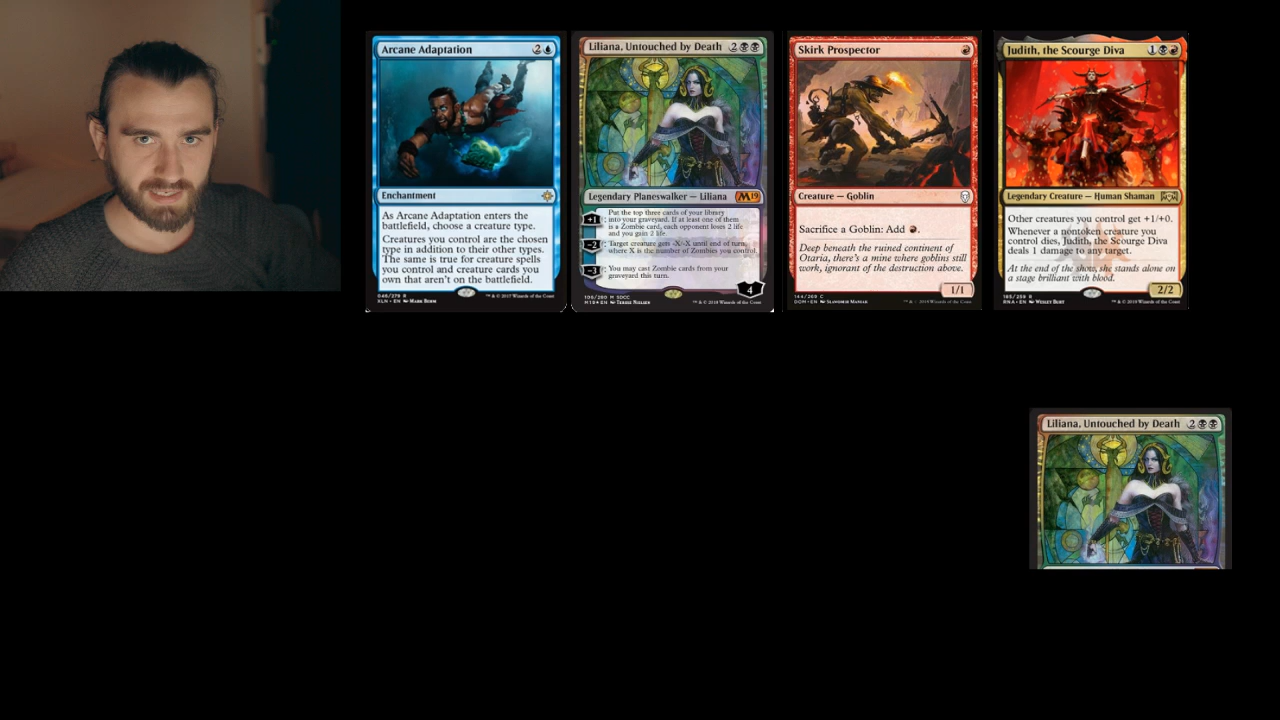 Arcane Adaptation 2
Enchantment
As Arcane Adaptation enters the
battlefield, choose a creature type.
Creatures you control are the chosen
type in addition to their other types.
The same is true for creature spells
you control and creature cards you
own that aren't on the battlefield.
Liliana, Untouched by Death 2
Legendary Planeswalker — Liliana M19
+1: Put the top three cards of your library
into your graveyard. If at least one of them
is a Zombie card, each opponent loses 2 life
and you gain 2 life.
-2: Target creature gets -X/-X until end of turn,
where X is the number of Zombies you control.
-3: You may cast Zombie cards from your
graveyard this turn.
4
Skirk Prospector
Creature — Goblin
Sacrifice a Goblin: Add
Deep beneath the ruined continent of
Otaria, there's a mine where goblins still
work, ignorant of the destruction above.
1/1
Judith, the Scourge Diva 1
Legendary Creature — Human Shaman
Other creatures you control get +1/+0.
Whenever a nontoken creature you
control dies, Judith, the Scourge Diva
deals 1 damage to any target.
At the end of the show, she stands alone on
a stage brilliant with blood.
2/2
Liliana, Untouched by Death 2